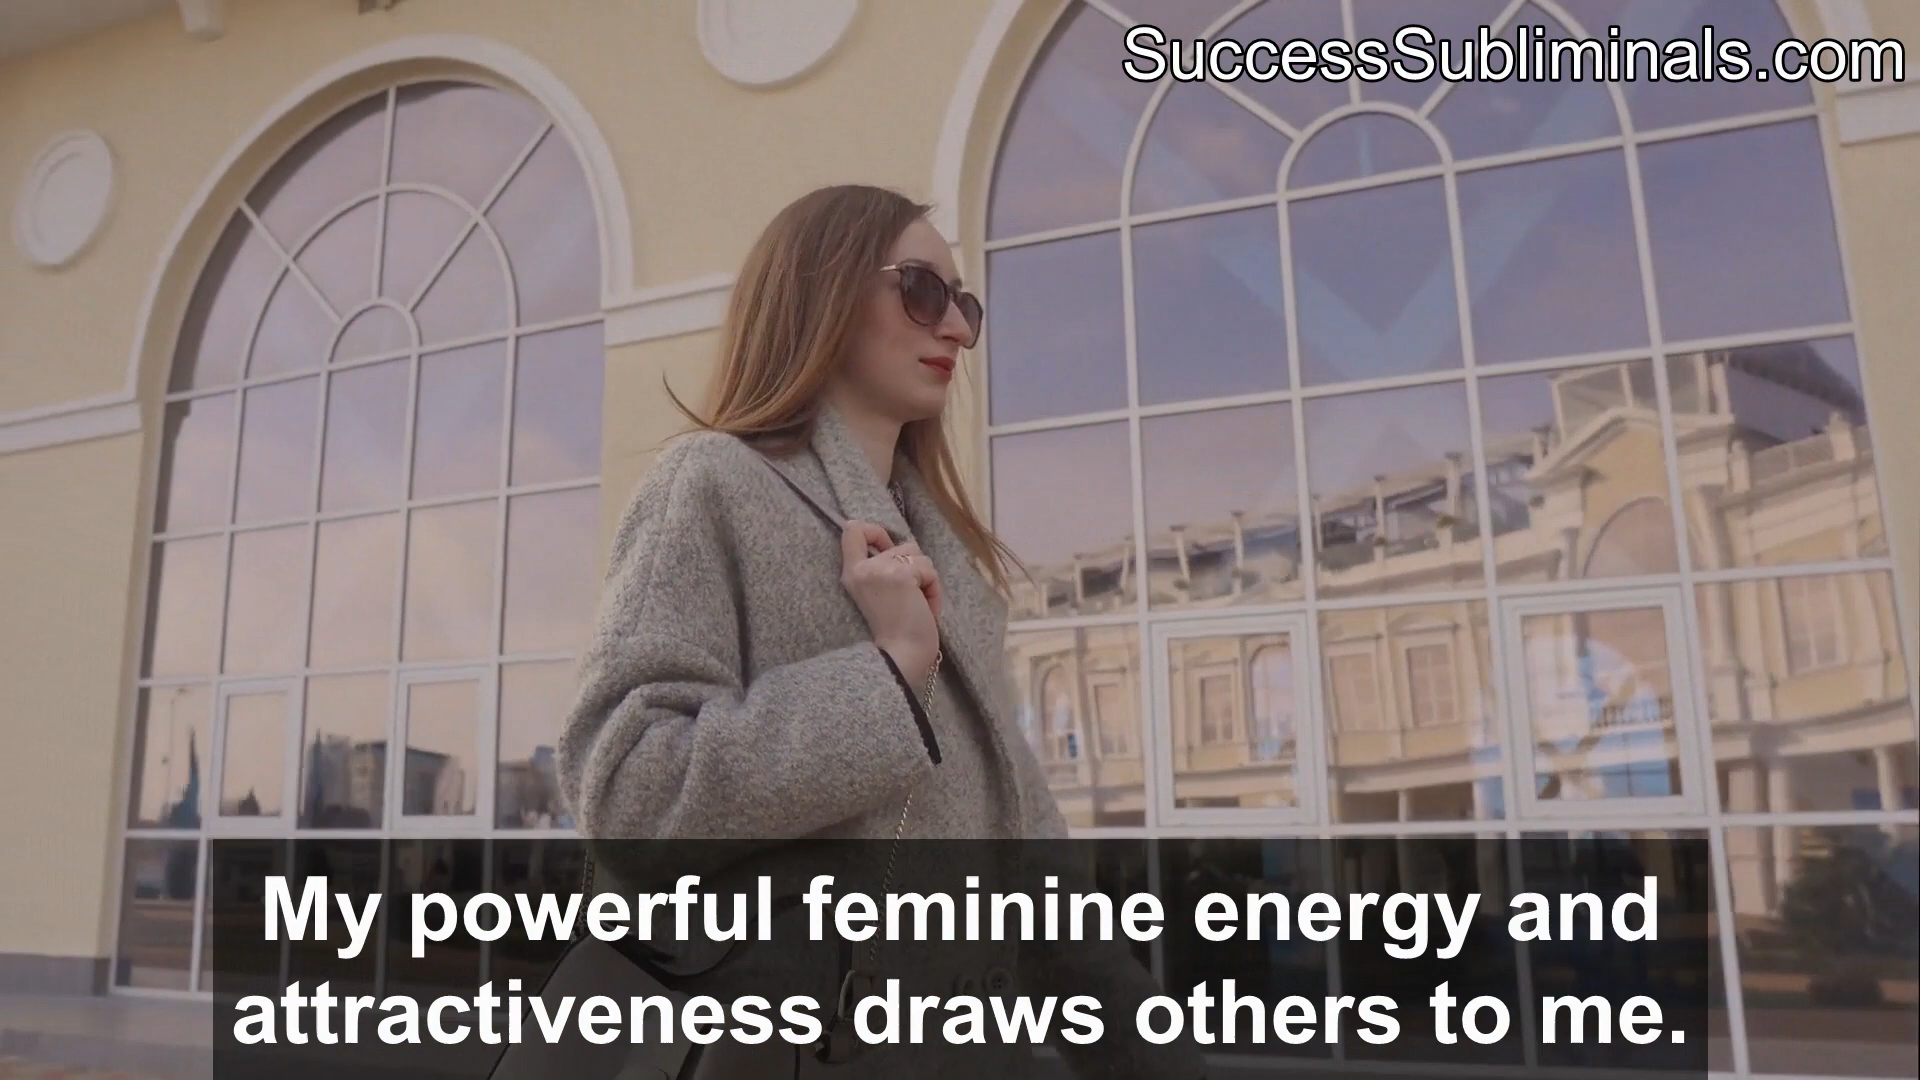 SuccessSubliminals.com
My powerful feminine energy and
attractiveness draws others to me.